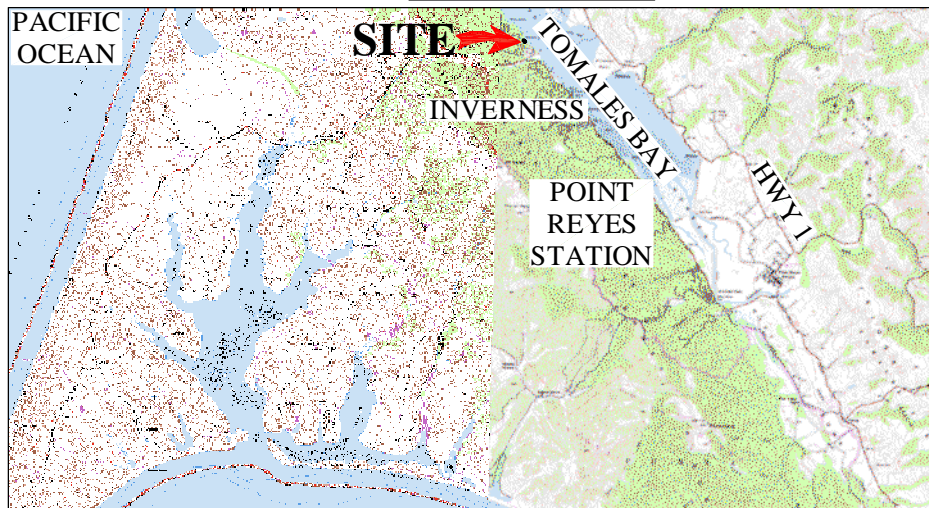 PACIFIC
OCEAN
SITE
TOMALES BAY
INVERNESS
HWY 1
POINT
REYES
STATION